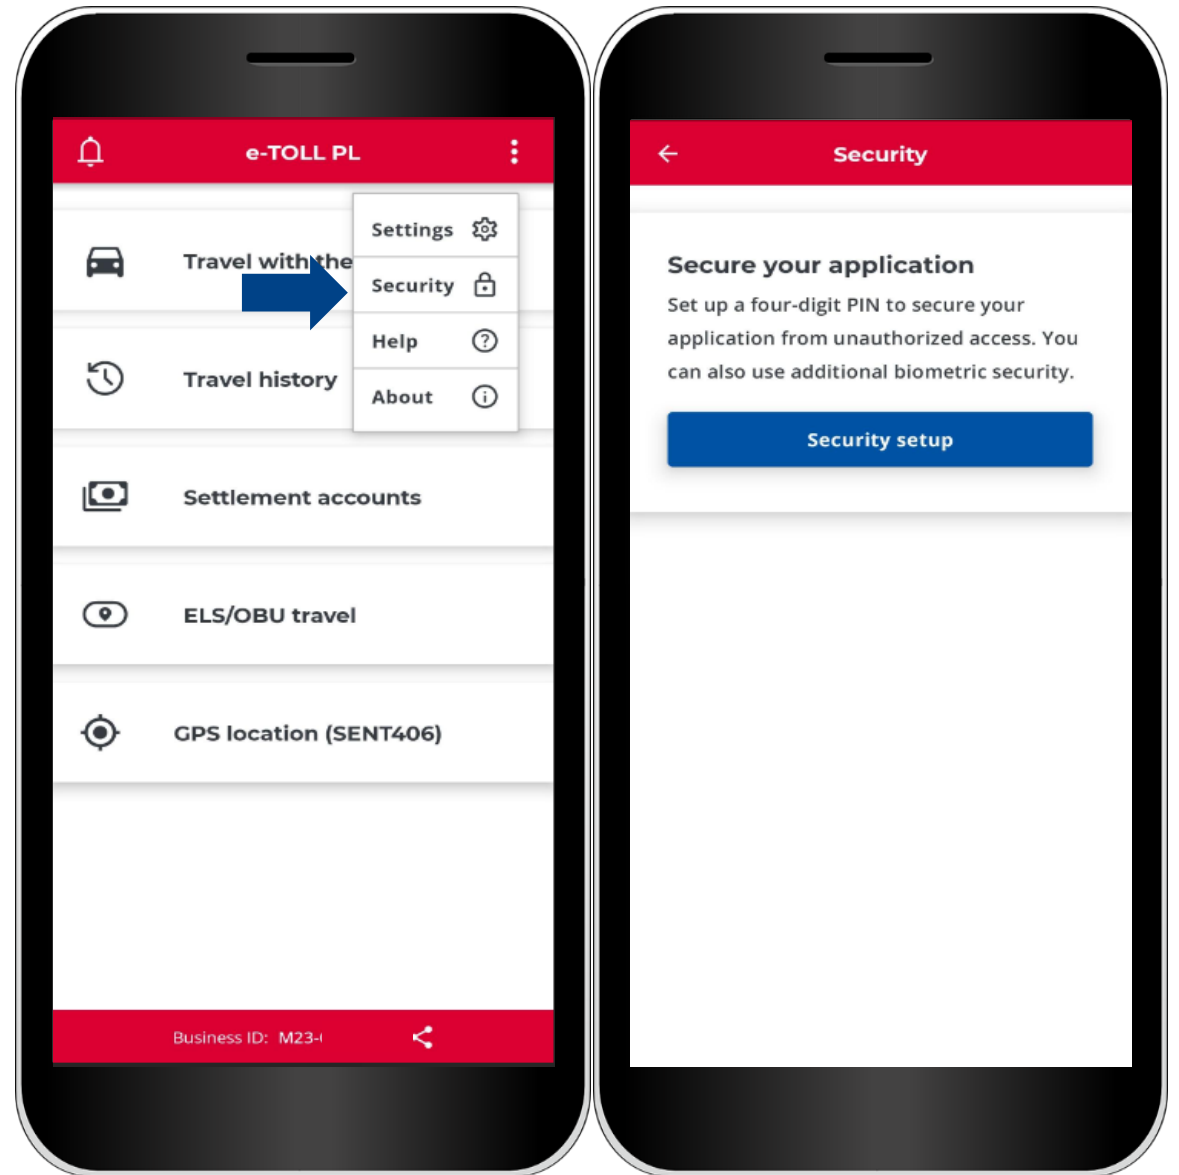 e-TOLL PL
Settings
Travel with the
Security
Help
Travel history
About
Settlement accounts
ELS/OBU travel
GPS location (SENT406)
Business ID: M23-
Security
Secure your application
Set up a four-digit PIN to secure your
application from unauthorized access. You
can also use additional biometric security.
Security setup